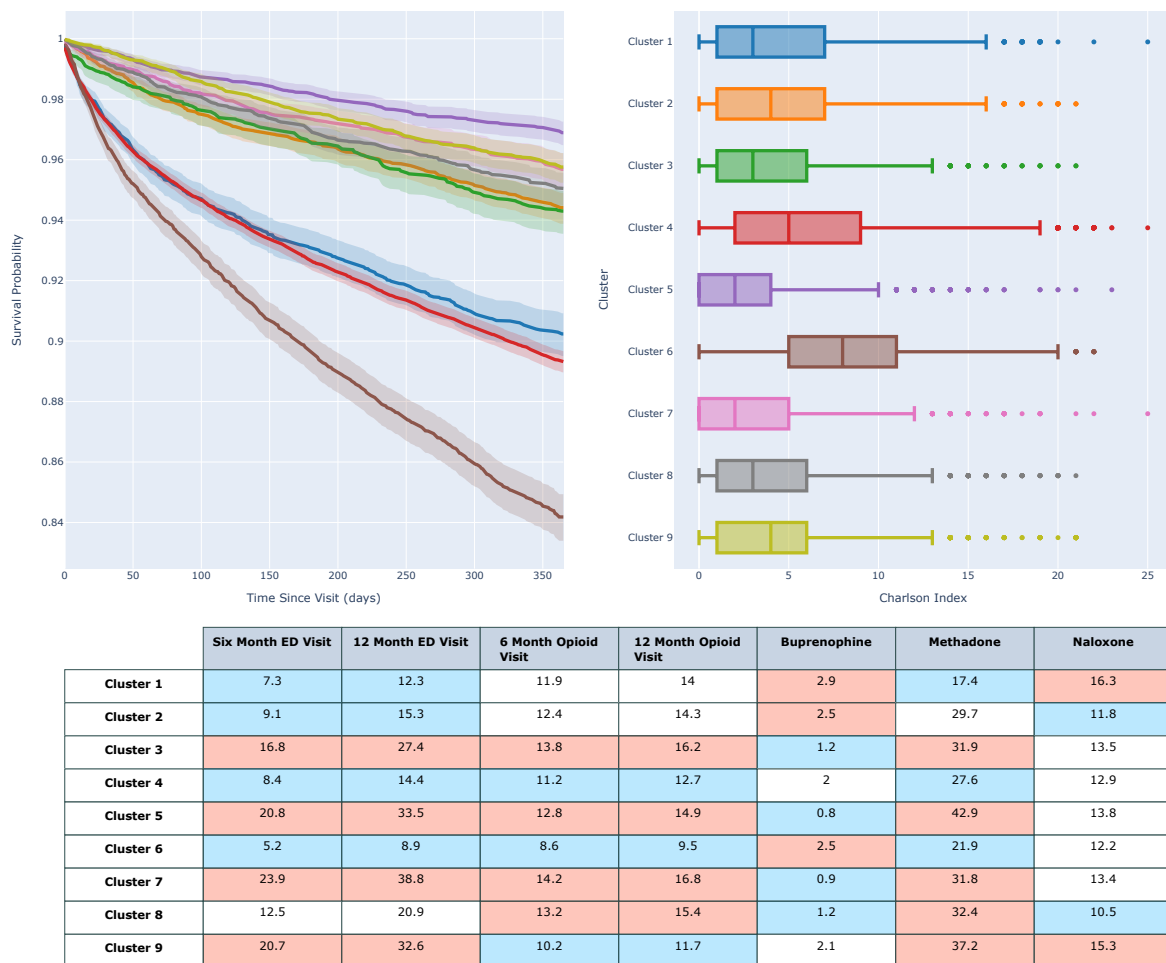 1
0.98
0.96
0.94
0.92
0.9
0.88
0.86
0.84
Survival Probability
0 50 100 150 200 250 300 350
Time Since Visit (days)
Cluster 1
Cluster 2
Cluster 3
Cluster 4
Cluster 5
Cluster 6
Cluster 7
Cluster 8
Cluster 9
Cluster
0 5 10 15 20 25
Charlson Index
Six Month ED Visit 12 Month ED Visit 6 Month Opioid Visit 12 Month Opioid Visit Buprenophine Methadone Naloxone
Cluster 1 7.3 12.3 11.9 14 2.9 17.4 16.3
Cluster 2 9.1 15.3 12.4 14.3 2.5 29.7 11.8
Cluster 3 16.8 27.4 13.8 16.2 1.2 31.9 13.5
Cluster 4 8.4 14.4 11.2 12.7 2 27.6 12.9
Cluster 5 20.8 33.5 12.8 14.9 0.8 42.9 13.8
Cluster 6 5.2 8.9 8.6 9.5 2.5 21.9 12.2
Cluster 7 23.9 38.8 14.2 16.8 0.9 31.8 13.4
Cluster 8 12.5 20.9 13.2 15.4 1.2 32.4 10.5
Cluster 9 20.7 32.6 10.2 11.7 2.1 37.2 15.3